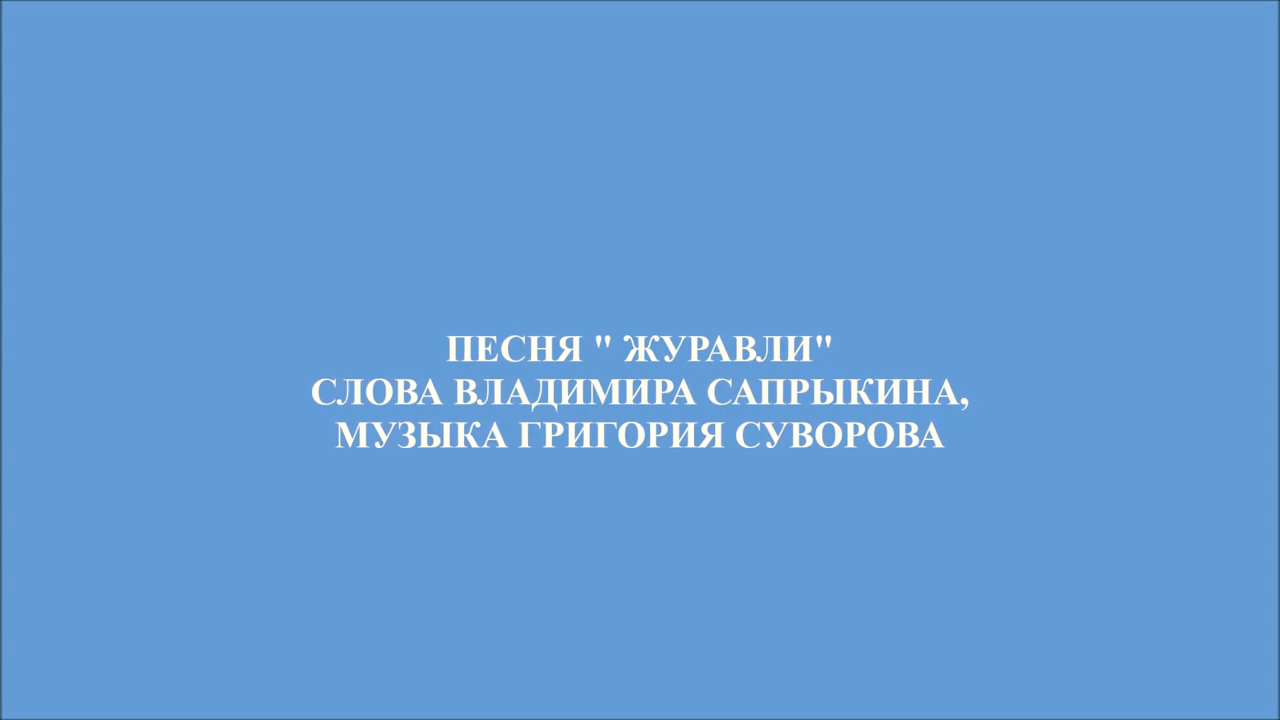 ПЕСНЯ " ЖУРАВЛИ"
СЛОВА ВЛАДИМИРА САПРЫКИНА,
МУЗЫКА ГРИГОРИЯ СУВОРОВА